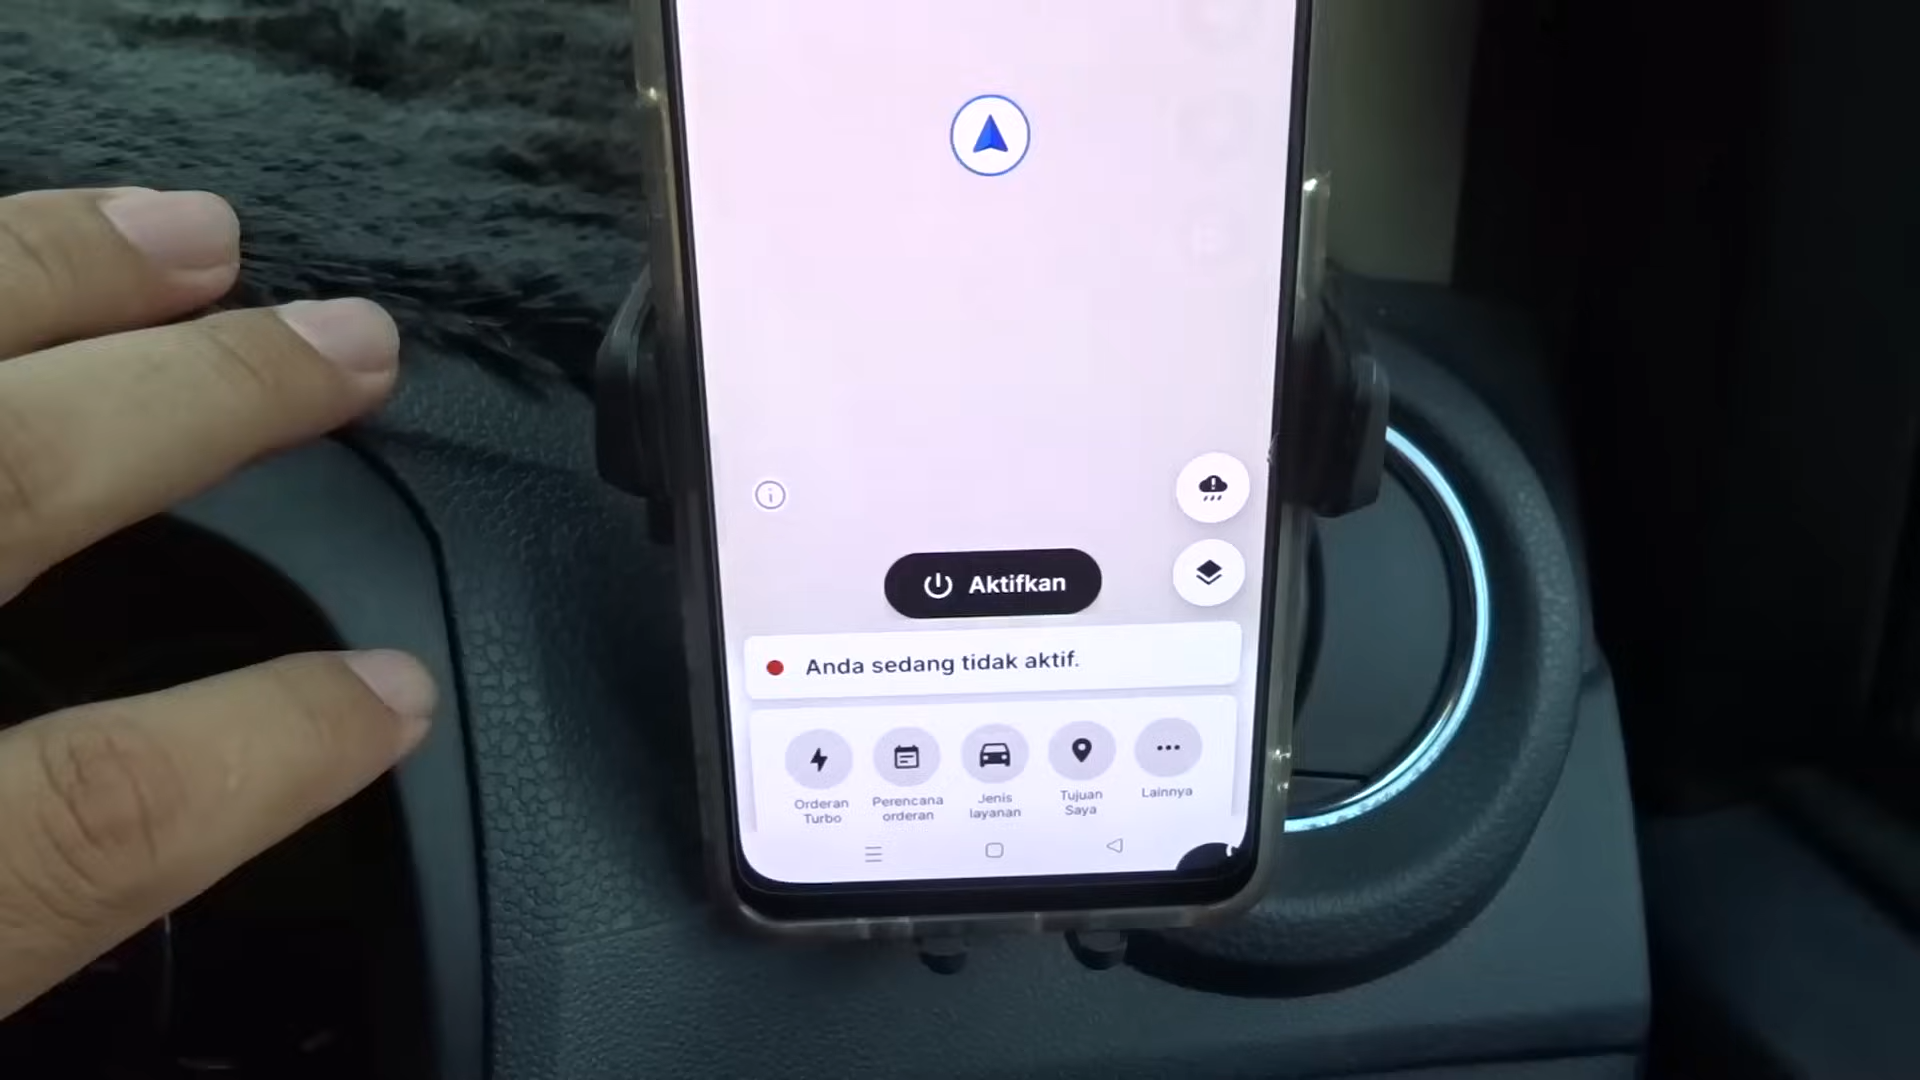 Aktifkan
Anda sedang tidak aktif.
Orderan
Turbo
Perencana
orderan
Jenis
layanan
Tujuan
Saya
Lainnya